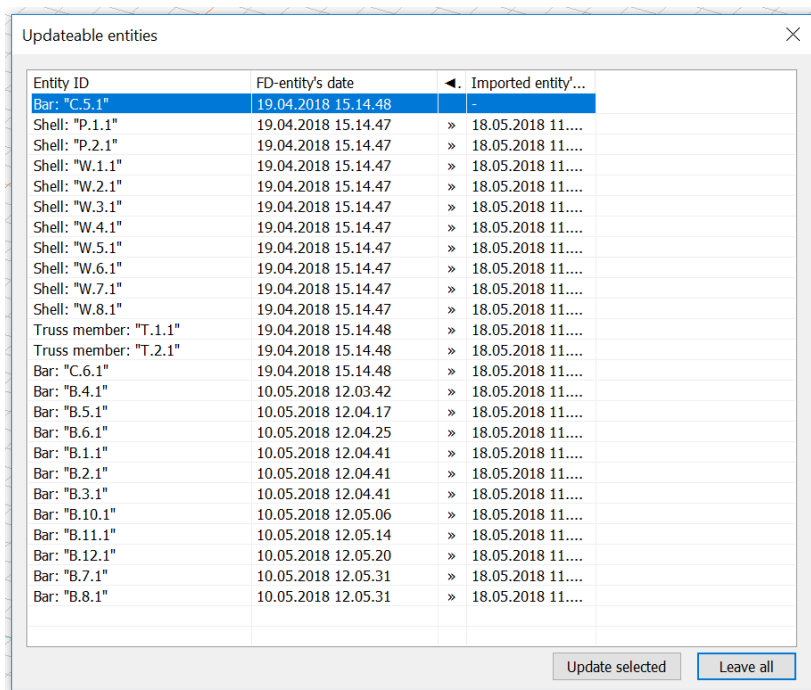 Updateable entities
Entity ID FD-entity's date ◄. Imported entity'...
Bar: "C.5.1" 19.04.2018 15.14.48 -
Shell: "P.1.1" 19.04.2018 15.14.47 » 18.05.2018 11....
Shell: "P.2.1" 19.04.2018 15.14.47 » 18.05.2018 11....
Shell: "W.1.1" 19.04.2018 15.14.47 » 18.05.2018 11....
Shell: "W.2.1" 19.04.2018 15.14.47 » 18.05.2018 11....
Shell: "W.3.1" 19.04.2018 15.14.47 » 18.05.2018 11....
Shell: "W.4.1" 19.04.2018 15.14.47 » 18.05.2018 11....
Shell: "W.5.1" 19.04.2018 15.14.47 » 18.05.2018 11....
Shell: "W.6.1" 19.04.2018 15.14.47 » 18.05.2018 11....
Shell: "W.7.1" 19.04.2018 15.14.47 » 18.05.2018 11....
Shell: "W.8.1" 19.04.2018 15.14.47 » 18.05.2018 11....
Truss member: "T.1.1" 19.04.2018 15.14.48 » 18.05.2018 11....
Truss member: "T.2.1" 19.04.2018 15.14.48 » 18.05.2018 11....
Bar: "C.6.1" 19.04.2018 15.14.48 » 18.05.2018 11....
Bar: "B.4.1" 10.05.2018 12.03.42 » 18.05.2018 11....
Bar: "B.5.1" 10.05.2018 12.04.17 » 18.05.2018 11....
Bar: "B.6.1" 10.05.2018 12.04.25 » 18.05.2018 11....
Bar: "B.1.1" 10.05.2018 12.04.41 » 18.05.2018 11....
Bar: "B.2.1" 10.05.2018 12.04.41 » 18.05.2018 11....
Bar: "B.3.1" 10.05.2018 12.04.41 » 18.05.2018 11....
Bar: "B.10.1" 10.05.2018 12.05.06 » 18.05.2018 11....
Bar: "B.11.1" 10.05.2018 12.05.14 » 18.05.2018 11....
Bar: "B.12.1" 10.05.2018 12.05.20 » 18.05.2018 11....
Bar: "B.7.1" 10.05.2018 12.05.31 » 18.05.2018 11....
Bar: "B.8.1" 10.05.2018 12.05.31 » 18.05.2018 11....
Update selected Leave all